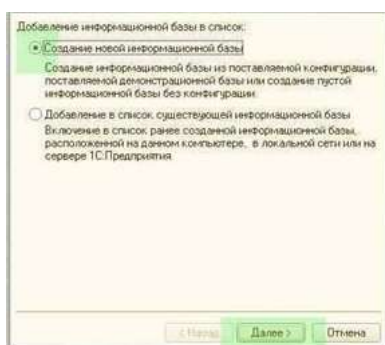 Добавление информационной базы в список:
Создание новой информационной базы
Создание информационной базы из поставляемой конфигурации,
поставляемой демонстрационной базы или создание пустой
информационной базы без конфигурации.
Добавление в список существующей информационной базы
Включение в список ранее созданной информационной базы,
расположенной на данном компьютере, в локальной сети или на
сервере 1С:Предприятия
< Назад Далее > Отмена